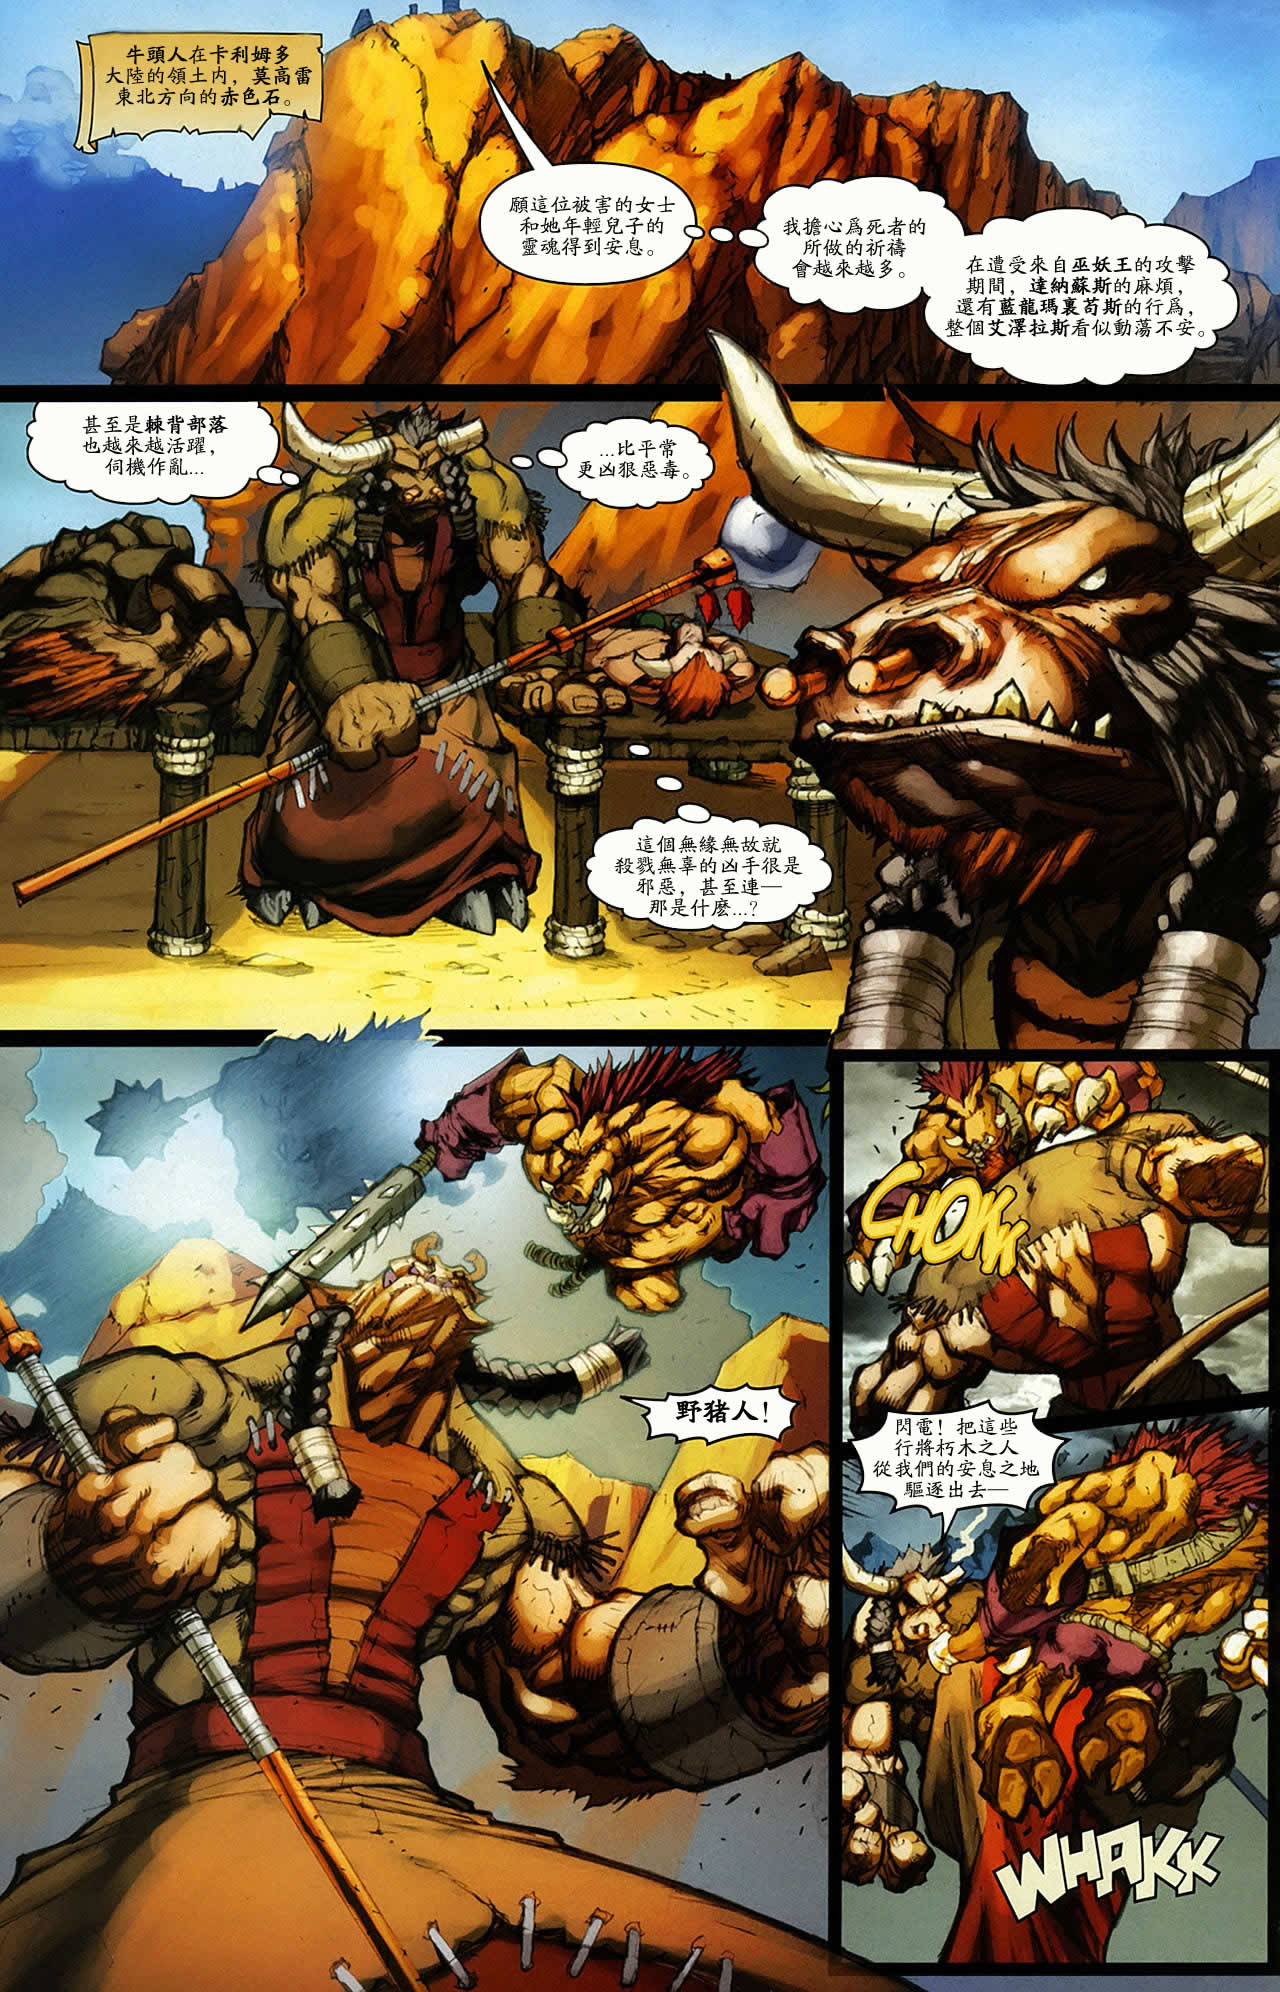 牛頭人在卡利姆多
大陸的領土内，莫高雷
東北方向的赤色石。
願這位被害的女士
和她年輕兒子的
靈魂得到安息。
我擔心爲死者的
所做的祈禱
會越來越多。
在遭受來自巫妖王的攻擊
期間，達納蘇斯的麻煩，
還有藍龍瑪裏苟斯的行爲，
整個艾澤拉斯看似動蕩不安。
甚至是棘背部落
也越來越活躍，
伺機作亂...
...比平常
更凶狠惡毒。
這個無緣無故就
殺戮無辜的凶手很是
邪惡，甚至連—
那是什麽...?
野猪人！
CHOKK
閃電！把這些
行將朽木之人
從我們的安息之地
驅逐出去—
WHAKK